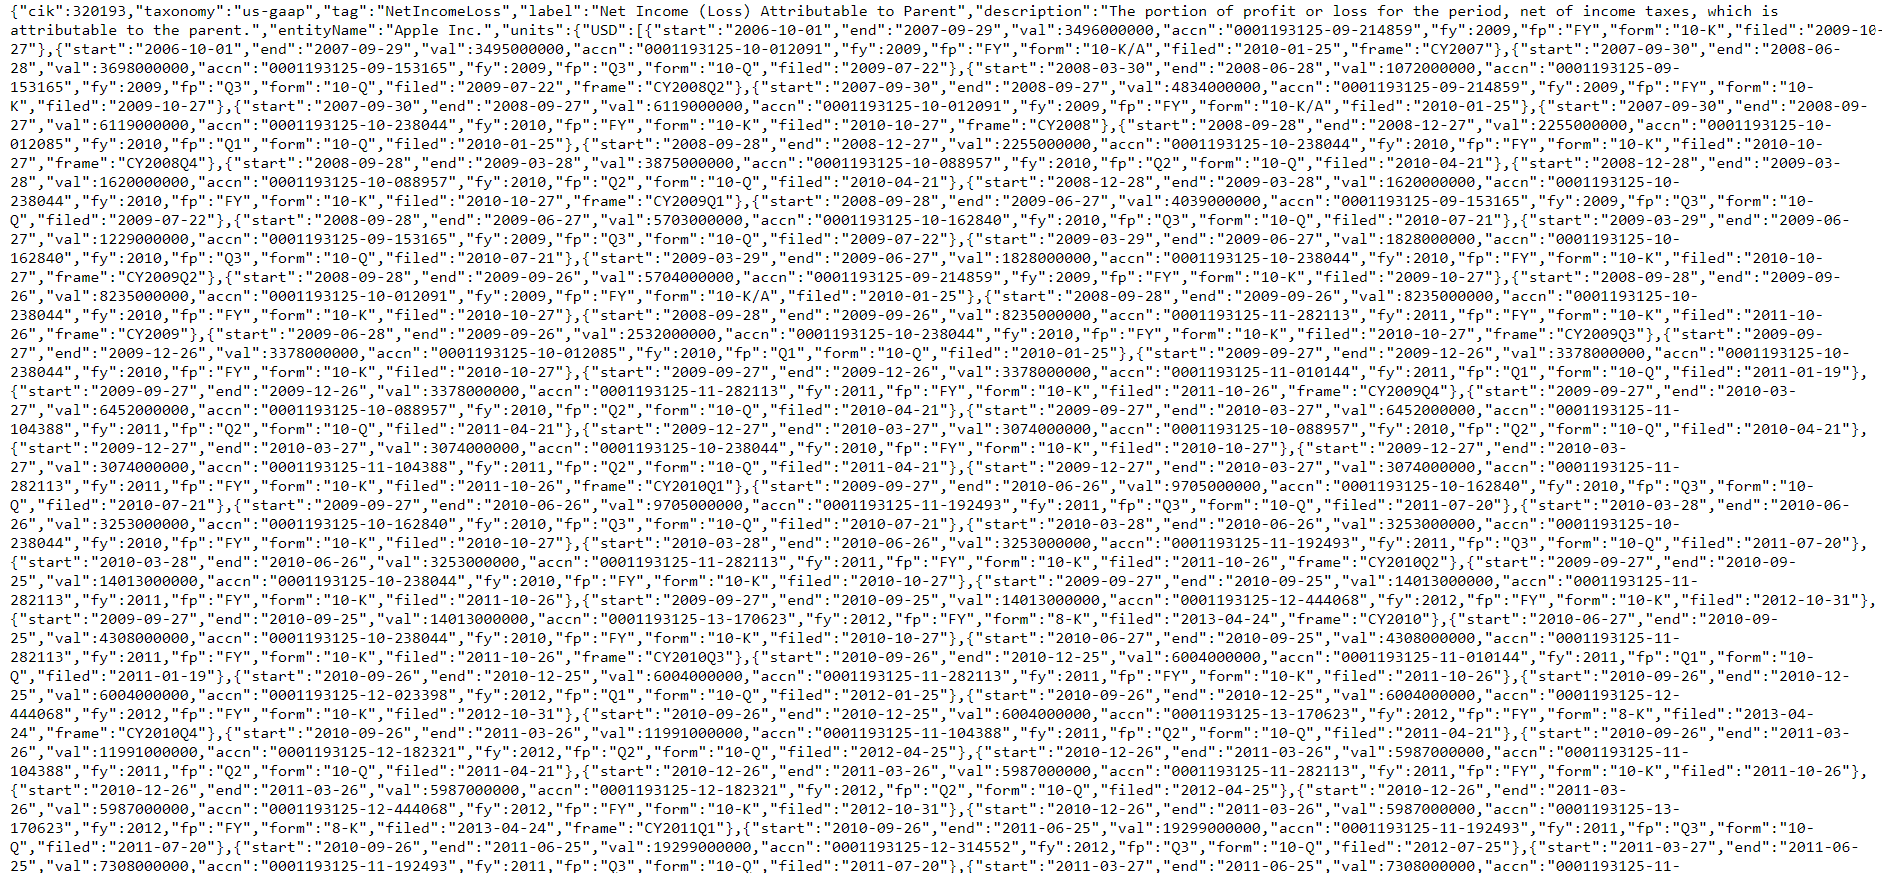 {"cik":320193,"taxonomy":"us-gaap","tag":"NetIncomeLoss","label":"Net Income (Loss) Attributable to Parent","description":"The portion of profit or loss for the period, net of income taxes, which is
attributable to the parent.","entityName":"Apple Inc.","units":{"USD":[{"start":"2006-10-01","end":"2007-09-29","val":3496000000,"accn":"0001193125-09-214859","fy":2009,"fp":"FY","form":"10-K","filed":"2009-10-
27"},{"start":"2006-10-01","end":"2007-09-29","val":3495000000,"accn":"0001193125-10-012091","fy":2009,"fp":"FY","form":"10-K/A","filed":"2010-01-25","frame":"CY2007"},{"start":"2007-09-30","end":"2008-06-
28","val":3698000000,"accn":"0001193125-09-153165","fy":2009,"fp":"Q3","form":"10-Q","filed":"2009-07-22"},{"start":"2008-03-30","end":"2008-06-28","val":1072000000,"accn":"0001193125-09-
153165","fy":2009,"fp":"Q3","form":"10-Q","filed":"2009-07-22","frame":"CY2008Q2"},{"start":"2007-09-30","end":"2008-09-27","val":4834000000,"accn":"0001193125-09-214859","fy":2009,"fp":"FY","form":"10-
K","filed":"2009-10-27"},{"start":"2007-09-30","end":"2008-09-27","val":6119000000,"accn":"0001193125-10-012091","fy":2009,"fp":"FY","form":"10-K/A","filed":"2010-01-25"},{"start":"2007-09-30","end":"2008-09-
27","val":6119000000,"accn":"0001193125-10-238044","fy":2010,"fp":"FY","form":"10-K","filed":"2010-10-27","frame":"CY2008"},{"start":"2008-09-28","end":"2008-12-27","val":2255000000,"accn":"0001193125-10-
012085","fy":2010,"fp":"Q1","form":"10-Q","filed":"2010-01-25"},{"start":"2008-09-28","end":"2008-12-27","val":2255000000,"accn":"0001193125-10-238044","fy":2010,"fp":"FY","form":"10-K","filed":"2010-10-
27","frame":"CY2008Q4"},{"start":"2008-09-28","end":"2009-03-28","val":3875000000,"accn":"0001193125-10-088957","fy":2010,"fp":"Q2","form":"10-Q","filed":"2010-04-21"},{"start":"2008-12-28","end":"2009-03-
28","val":1620000000,"accn":"0001193125-10-088957","fy":2010,"fp":"Q2","form":"10-Q","filed":"2010-04-21"},{"start":"2008-12-28","end":"2009-03-28","val":1620000000,"accn":"0001193125-10-
238044","fy":2010,"fp":"FY","form":"10-K","filed":"2010-10-27","frame":"CY2009Q1"},{"start":"2008-09-28","end":"2009-06-27","val":4039000000,"accn":"0001193125-09-153165","fy":2009,"fp":"Q3","form":"10-
Q","filed":"2009-07-22"},{"start":"2008-09-28","end":"2009-06-27","val":5703000000,"accn":"0001193125-10-162840","fy":2010,"fp":"Q3","form":"10-Q","filed":"2010-07-21"},{"start":"2009-03-29","end":"2009-06-
27","val":1229000000,"accn":"0001193125-09-153165","fy":2009,"fp":"Q3","form":"10-Q","filed":"2009-07-22"},{"start":"2009-03-29","end":"2009-06-27","val":1828000000,"accn":"0001193125-10-
162840","fy":2010,"fp":"Q3","form":"10-Q","filed":"2010-07-21"},{"start":"2009-03-29","end":"2009-06-27","val":1828000000,"accn":"0001193125-10-238044","fy":2010,"fp":"FY","form":"10-K","filed":"2010-10-
27","frame":"CY2009Q2"},{"start":"2008-09-28","end":"2009-09-26","val":5704000000,"accn":"0001193125-09-214859","fy":2009,"fp":"FY","form":"10-K","filed":"2009-10-27"},{"start":"2008-09-28","end":"2009-09-
26","val":8235000000,"accn":"0001193125-10-012091","fy":2009,"fp":"FY","form":"10-K/A","filed":"2010-01-25"},{"start":"2008-09-28","end":"2009-09-26","val":8235000000,"accn":"0001193125-10-
238044","fy":2010,"fp":"FY","form":"10-K","filed":"2010-10-27"},{"start":"2008-09-28","end":"2009-09-26","val":8235000000,"accn":"0001193125-11-282113","fy":2011,"fp":"FY","form":"10-K","filed":"2011-10-
26","frame":"CY2009"},{"start":"2009-06-28","end":"2009-09-26","val":2532000000,"accn":"0001193125-10-238044","fy":2010,"fp":"FY","form":"10-K","filed":"2010-10-27","frame":"CY2009Q3"},{"start":"2009-09-
27","end":"2009-12-26","val":3378000000,"accn":"0001193125-10-012085","fy":2010,"fp":"Q1","form":"10-Q","filed":"2010-01-25"},{"start":"2009-09-27","end":"2009-12-26","val":3378000000,"accn":"0001193125-10-
238044","fy":2010,"fp":"FY","form":"10-K","filed":"2010-10-27"},{"start":"2009-09-27","end":"2009-12-26","val":3378000000,"accn":"0001193125-11-010144","fy":2011,"fp":"Q1","form":"10-Q","filed":"2011-01-19"},
{"start":"2009-09-27","end":"2009-12-26","val":3378000000,"accn":"0001193125-11-282113","fy":2011,"fp":"FY","form":"10-K","filed":"2011-10-26","frame":"CY2009Q4"},{"start":"2009-09-27","end":"2010-03-
27","val":6452000000,"accn":"0001193125-10-088957","fy":2010,"fp":"Q2","form":"10-Q","filed":"2010-04-21"},{"start":"2009-09-27","end":"2010-03-27","val":6452000000,"accn":"0001193125-11-
104388","fy":2011,"fp":"Q2","form":"10-Q","filed":"2011-04-21"},{"start":"2009-12-27","end":"2010-03-27","val":3074000000,"accn":"0001193125-10-088957","fy":2010,"fp":"Q2","form":"10-Q","filed":"2010-04-21"},
{"start":"2009-12-27","end":"2010-03-27","val":3074000000,"accn":"0001193125-10-238044","fy":2010,"fp":"FY","form":"10-K","filed":"2010-10-27"},{"start":"2009-12-27","end":"2010-03-
27","val":3074000000,"accn":"0001193125-11-104388","fy":2011,"fp":"Q2","form":"10-Q","filed":"2011-04-21"},{"start":"2009-12-27","end":"2010-03-27","val":3074000000,"accn":"0001193125-11-
282113","fy":2011,"fp":"FY","form":"10-K","filed":"2011-10-26","frame":"CY2010Q1"},{"start":"2009-09-27","end":"2010-06-26","val":9705000000,"accn":"0001193125-10-162840","fy":2010,"fp":"Q3","form":"10-
Q","filed":"2010-07-21"},{"start":"2009-09-27","end":"2010-06-26","val":9705000000,"accn":"0001193125-11-192493","fy":2011,"fp":"Q3","form":"10-Q","filed":"2011-07-20"},{"start":"2010-03-28","end":"2010-06-
26","val":3253000000,"accn":"0001193125-10-162840","fy":2010,"fp":"Q3","form":"10-Q","filed":"2010-07-21"},{"start":"2010-03-28","end":"2010-06-26","val":3253000000,"accn":"0001193125-10-
238044","fy":2010,"fp":"FY","form":"10-K","filed":"2010-10-27"},{"start":"2010-03-28","end":"2010-06-26","val":3253000000,"accn":"0001193125-11-192493","fy":2011,"fp":"Q3","form":"10-Q","filed":"2011-07-20"},
{"start":"2010-03-28","end":"2010-06-26","val":3253000000,"accn":"0001193125-11-282113","fy":2011,"fp":"FY","form":"10-K","filed":"2011-10-26","frame":"CY2010Q2"},{"start":"2009-09-27","end":"2010-09-
25","val":14013000000,"accn":"0001193125-10-238044","fy":2010,"fp":"FY","form":"10-K","filed":"2010-10-27"},{"start":"2009-09-27","end":"2010-09-25","val":14013000000,"accn":"0001193125-11-
282113","fy":2011,"fp":"FY","form":"10-K","filed":"2011-10-26"},{"start":"2009-09-27","end":"2010-09-25","val":14013000000,"accn":"0001193125-12-444068","fy":2012,"fp":"FY","form":"10-K","filed":"2012-10-31"},
{"start":"2009-09-27","end":"2010-09-25","val":14013000000,"accn":"0001193125-13-170623","fy":2012,"fp":"FY","form":"8-K","filed":"2013-04-24","frame":"CY2010"},{"start":"2010-06-27","end":"2010-09-
25","val":4308000000,"accn":"0001193125-10-238044","fy":2010,"fp":"FY","form":"10-K","filed":"2010-10-27"},{"start":"2010-06-27","end":"2010-09-25","val":4308000000,"accn":"0001193125-11-
282113","fy":2011,"fp":"FY","form":"10-K","filed":"2011-10-26","frame":"CY2010Q3"},{"start":"2010-09-26","end":"2010-12-25","val":6004000000,"accn":"0001193125-11-010144","fy":2011,"fp":"Q1","form":"10-
Q","filed":"2011-01-19"},{"start":"2010-09-26","end":"2010-12-25","val":6004000000,"accn":"0001193125-11-282113","fy":2011,"fp":"FY","form":"10-K","filed":"2011-10-26"},{"start":"2010-09-26","end":"2010-12-
25","val":6004000000,"accn":"0001193125-12-023398","fy":2012,"fp":"Q1","form":"10-Q","filed":"2012-01-25"},{"start":"2010-09-26","end":"2010-12-25","val":6004000000,"accn":"0001193125-12-
444068","fy":2012,"fp":"FY","form":"10-K","filed":"2012-10-31"},{"start":"2010-09-26","end":"2010-12-25","val":6004000000,"accn":"0001193125-13-170623","fy":2012,"fp":"FY","form":"8-K","filed":"2013-04-
24","frame":"CY2010Q4"},{"start":"2010-09-26","end":"2011-03-26","val":11991000000,"accn":"0001193125-11-104388","fy":2011,"fp":"Q2","form":"10-Q","filed":"2011-04-21"},{"start":"2010-09-26","end":"2011-03-
26","val":11991000000,"accn":"0001193125-12-182321","fy":2012,"fp":"Q2","form":"10-Q","filed":"2012-04-25"},{"start":"2010-12-26","end":"2011-03-26","val":5987000000,"accn":"0001193125-11-
104388","fy":2011,"fp":"Q2","form":"10-Q","filed":"2011-04-21"},{"start":"2010-12-26","end":"2011-03-26","val":5987000000,"accn":"0001193125-11-282113","fy":2011,"fp":"FY","form":"10-K","filed":"2011-10-26"},
{"start":"2010-12-26","end":"2011-03-26","val":5987000000,"accn":"0001193125-12-182321","fy":2012,"fp":"Q2","form":"10-Q","filed":"2012-04-25"},{"start":"2010-12-26","end":"2011-03-
26","val":5987000000,"accn":"0001193125-12-444068","fy":2012,"fp":"FY","form":"10-K","filed":"2012-10-31"},{"start":"2010-12-26","end":"2011-03-26","val":5987000000,"accn":"0001193125-13-
170623","fy":2012,"fp":"FY","form":"8-K","filed":"2013-04-24","frame":"CY2011Q1"},{"start":"2010-09-26","end":"2011-06-25","val":19299000000,"accn":"0001193125-11-192493","fy":2011,"fp":"Q3","form":"10-
Q","filed":"2011-07-20"},{"start":"2010-09-26","end":"2011-06-25","val":19299000000,"accn":"0001193125-12-314552","fy":2012,"fp":"Q3","form":"10-Q","filed":"2012-07-25"},{"start":"2011-03-27","end":"2011-06-
25","val":7308000000,"accn":"0001193125-11-192493","fy":2011,"fp":"Q3","form":"10-Q","filed":"2011-07-20"},{"start":"2011-03-27","end":"2011-06-25","val":7308000000,"accn":"0001193125-11-